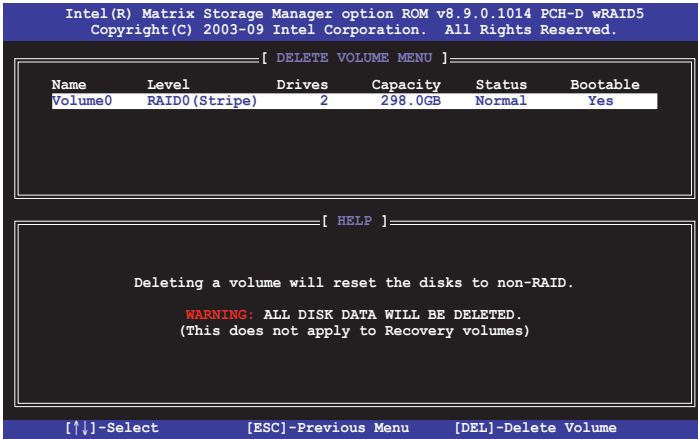 Intel(R) Matrix Storage Manager option ROM v8.9.0.1014 PCH-D wRAID5
Copyright(C) 2003-09 Intel Corporation. All Rights Reserved.
[ DELETE VOLUME MENU ]
Name Level Drives Capacity Status Bootable
Volume0 RAID0(Stripe) 2 298.0GB Normal Yes
[ HELP ]
Deleting a volume will reset the disks to non-RAID.
WARNING: ALL DISK DATA WILL BE DELETED.
(This does not apply to Recovery volumes)
[↑↓]-Select [ESC]-Previous Menu [DEL]-Delete Volume